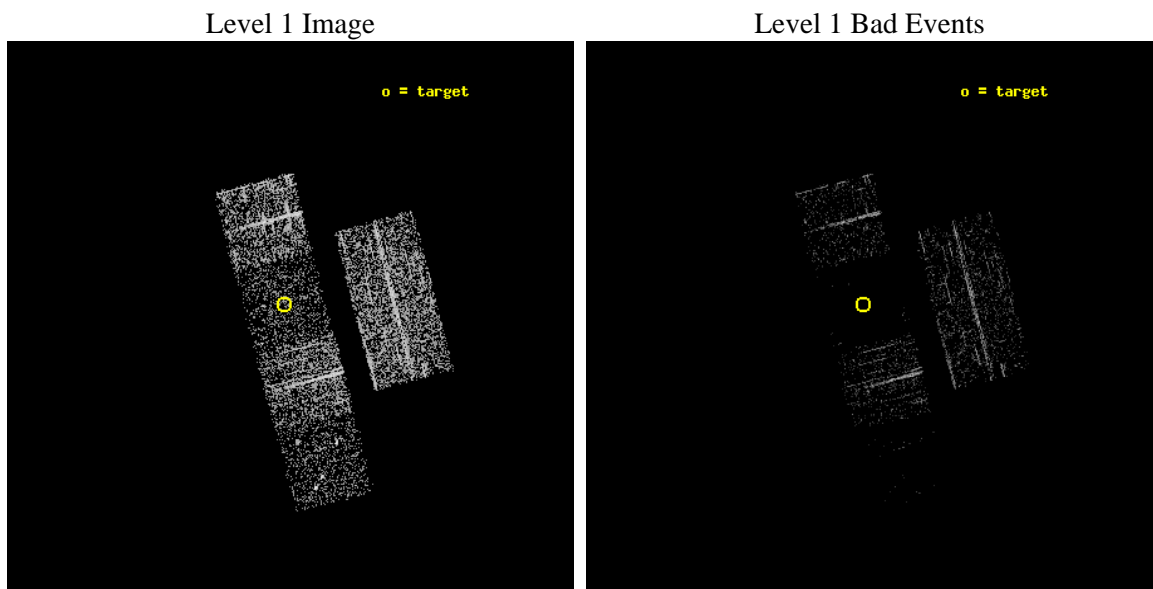 Level 1 Image
Level 1 Bad Events
o = target
o = target